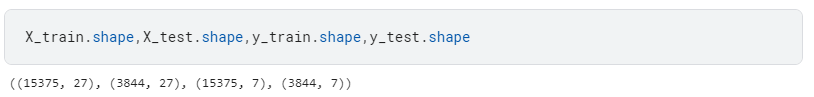 X_train.shape,X_test.shape,y_train.shape,y_test.shape
((15375, 27), (3844, 27), (15375, 7), (3844, 7))